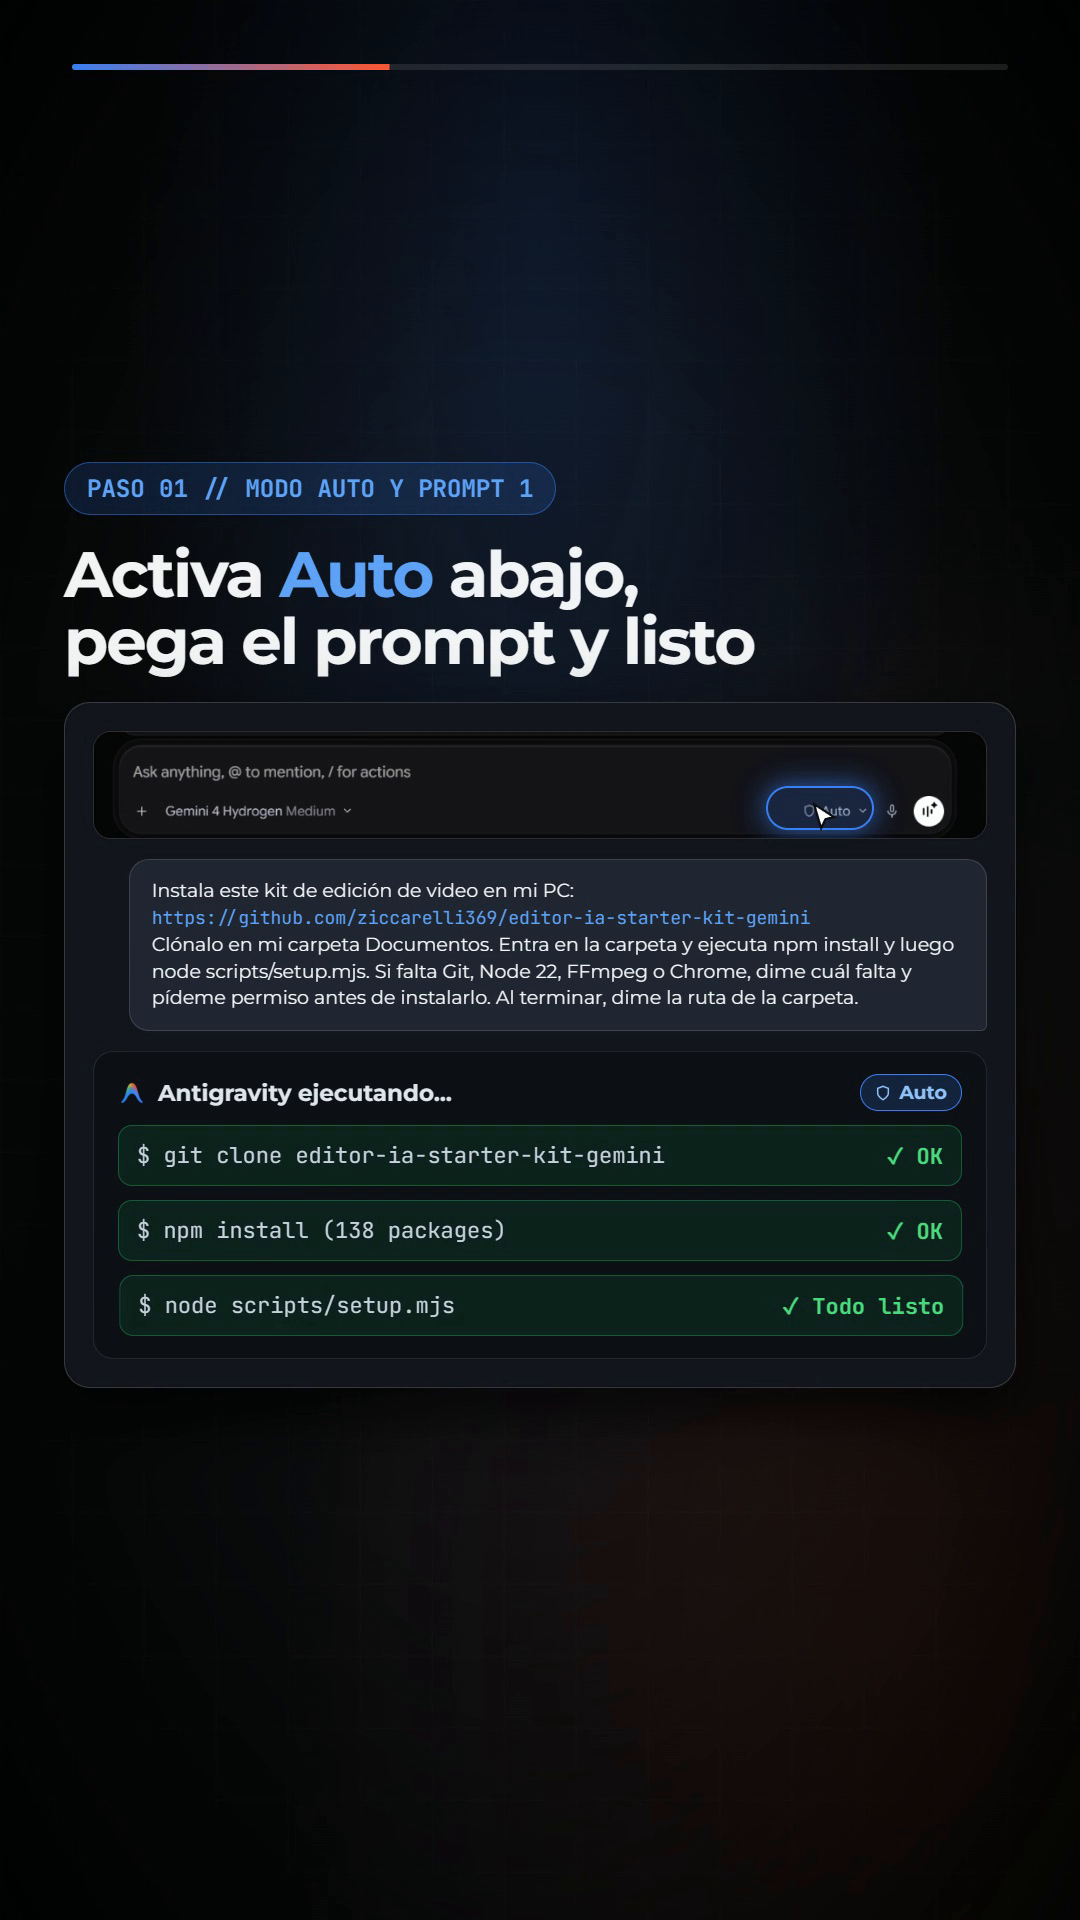 PASO 01 // MODO AUTO Y PROMPT 1
Activa Auto abajo,
pega el prompt y listo
Ask anything, @ to mention, / for actions
+ Gemini 4 Hydrogen Medium Auto
Instala este kit de edición de video en mi PC:
https://github.com/ziccarelli369/editor-ia-starter-kit-gemini
Clónalo en mi carpeta Documentos. Entra en la carpeta y ejecuta npm install y luego
node scripts/setup.mjs. Si falta Git, Node 22, FFmpeg o Chrome, dime cuál falta y
pídeme permiso antes de instalarlo. Al terminar, dime la ruta de la carpeta.
Antigravity ejecutando... Auto
$ git clone editor-ia-starter-kit-gemini ✓ OK
$ npm install (138 packages) ✓ OK
$ node scripts/setup.mjs ✓ Todo listo